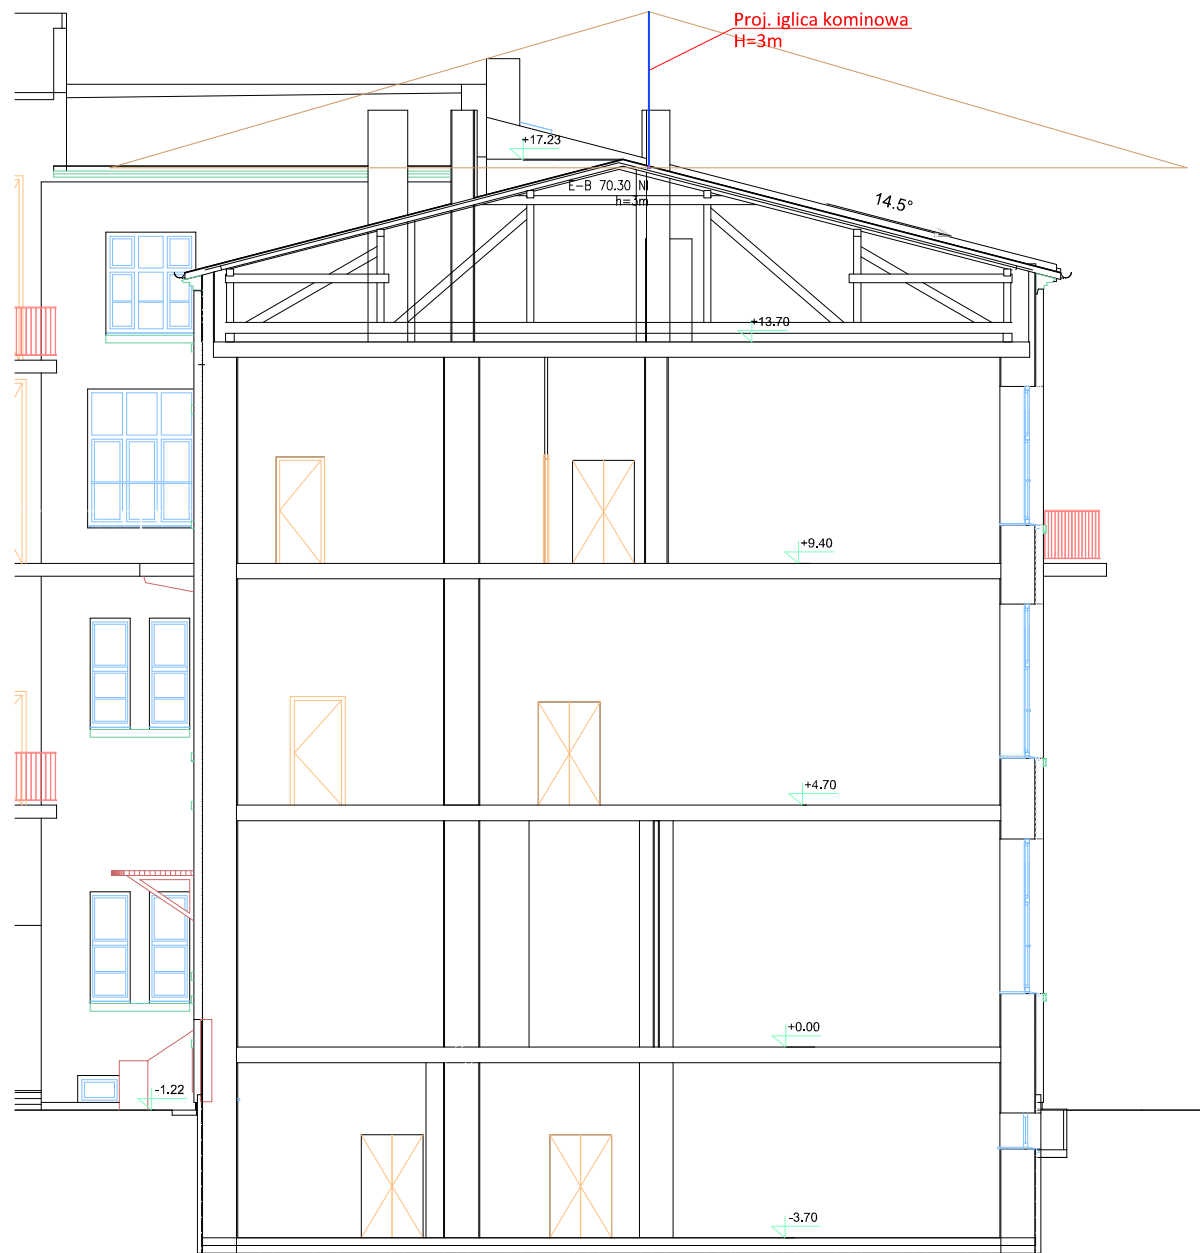 Proj. iglica kominowa
H=3m
+17.23
E-B 70.30 N
h=3m
14.5°
+13.70
+9.40
+4.70
+0.00
-1.22
-3.70